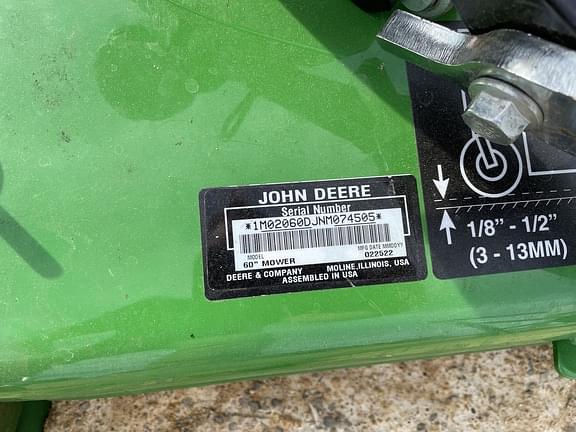 JOHN DEERE
Serial Number
*1M02060DJNM074505*
MODEL MFG DATE MMDDYY
60" MOWER 022522
DEERE & COMPANY MOLINE, ILLINOIS, USA
ASSEMBLED IN USA
1/8" - 1/2"
(3 - 13MM)